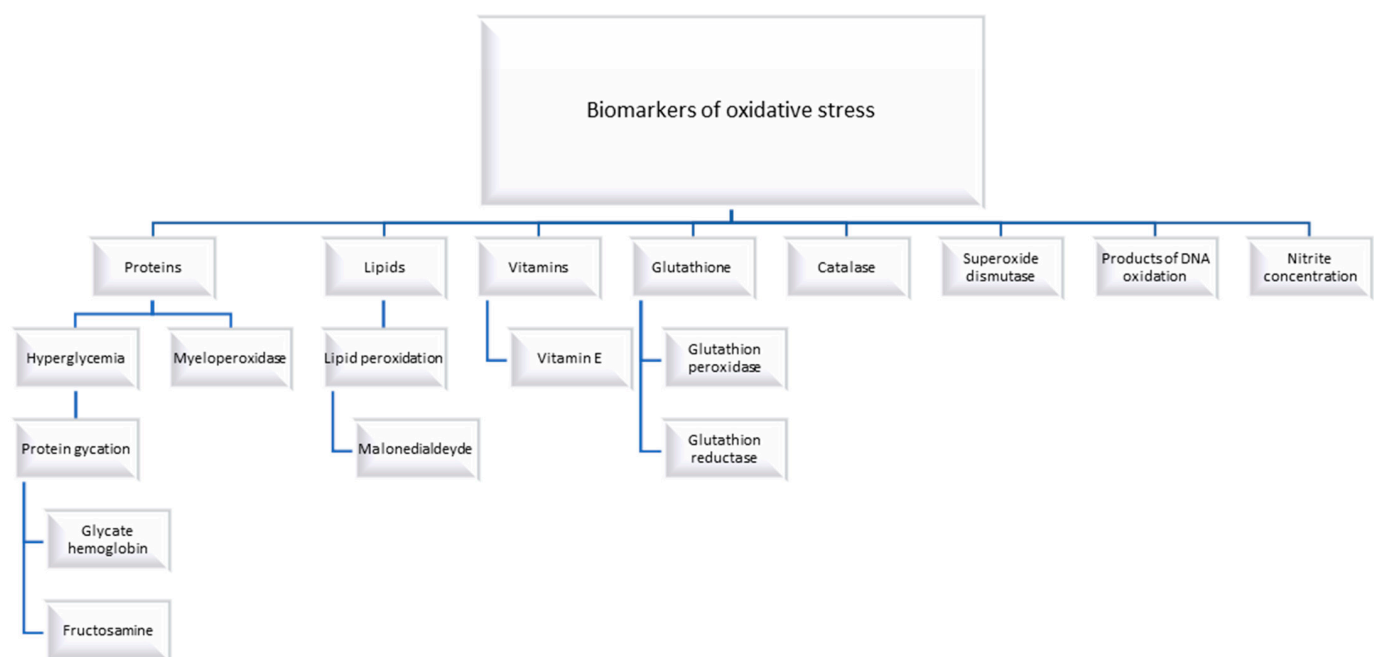 Biomarkers of oxidative stress
Proteins
Lipids
Vitamins
Glutathione
Catalase
Superoxide
dismutase
Products of DNA
oxidation
Nitrite
concentration
Hyperglycemia
Myeloperoxidase
Lipid peroxidation
Vitamin E
Glutathion
peroxidase
Protein gycation
Malonedialdeyde
Glutathion
reductase
Glycate
hemoglobin
Fructosamine